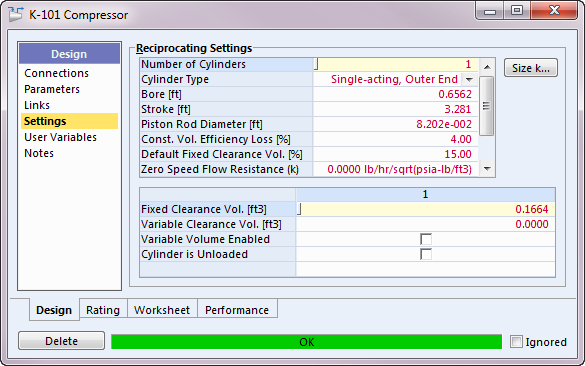 K-101 Compressor
Design
Connections
Parameters
Links
Settings
User Variables
Notes
Reciprocating Settings
Number of Cylinders 1
Cylinder Type Single-acting, Outer End
Bore [ft] 0.6562
Stroke [ft] 3.281
Piston Rod Diameter [ft] 8.202e-002
Const. Vol. Efficiency Loss [%] 4.00
Default Fixed Clearance Vol. [%] 15.00
Zero Speed Flow Resistance (k) 0.0000 lb/hr/sqrt(psia-lb/ft3)
Size k...
1
Fixed Clearance Vol. [ft3] 0.1664
Variable Clearance Vol. [ft3] 0.0000
Variable Volume Enabled
Cylinder is Unloaded
Design Rating Worksheet Performance
Delete OK Ignored